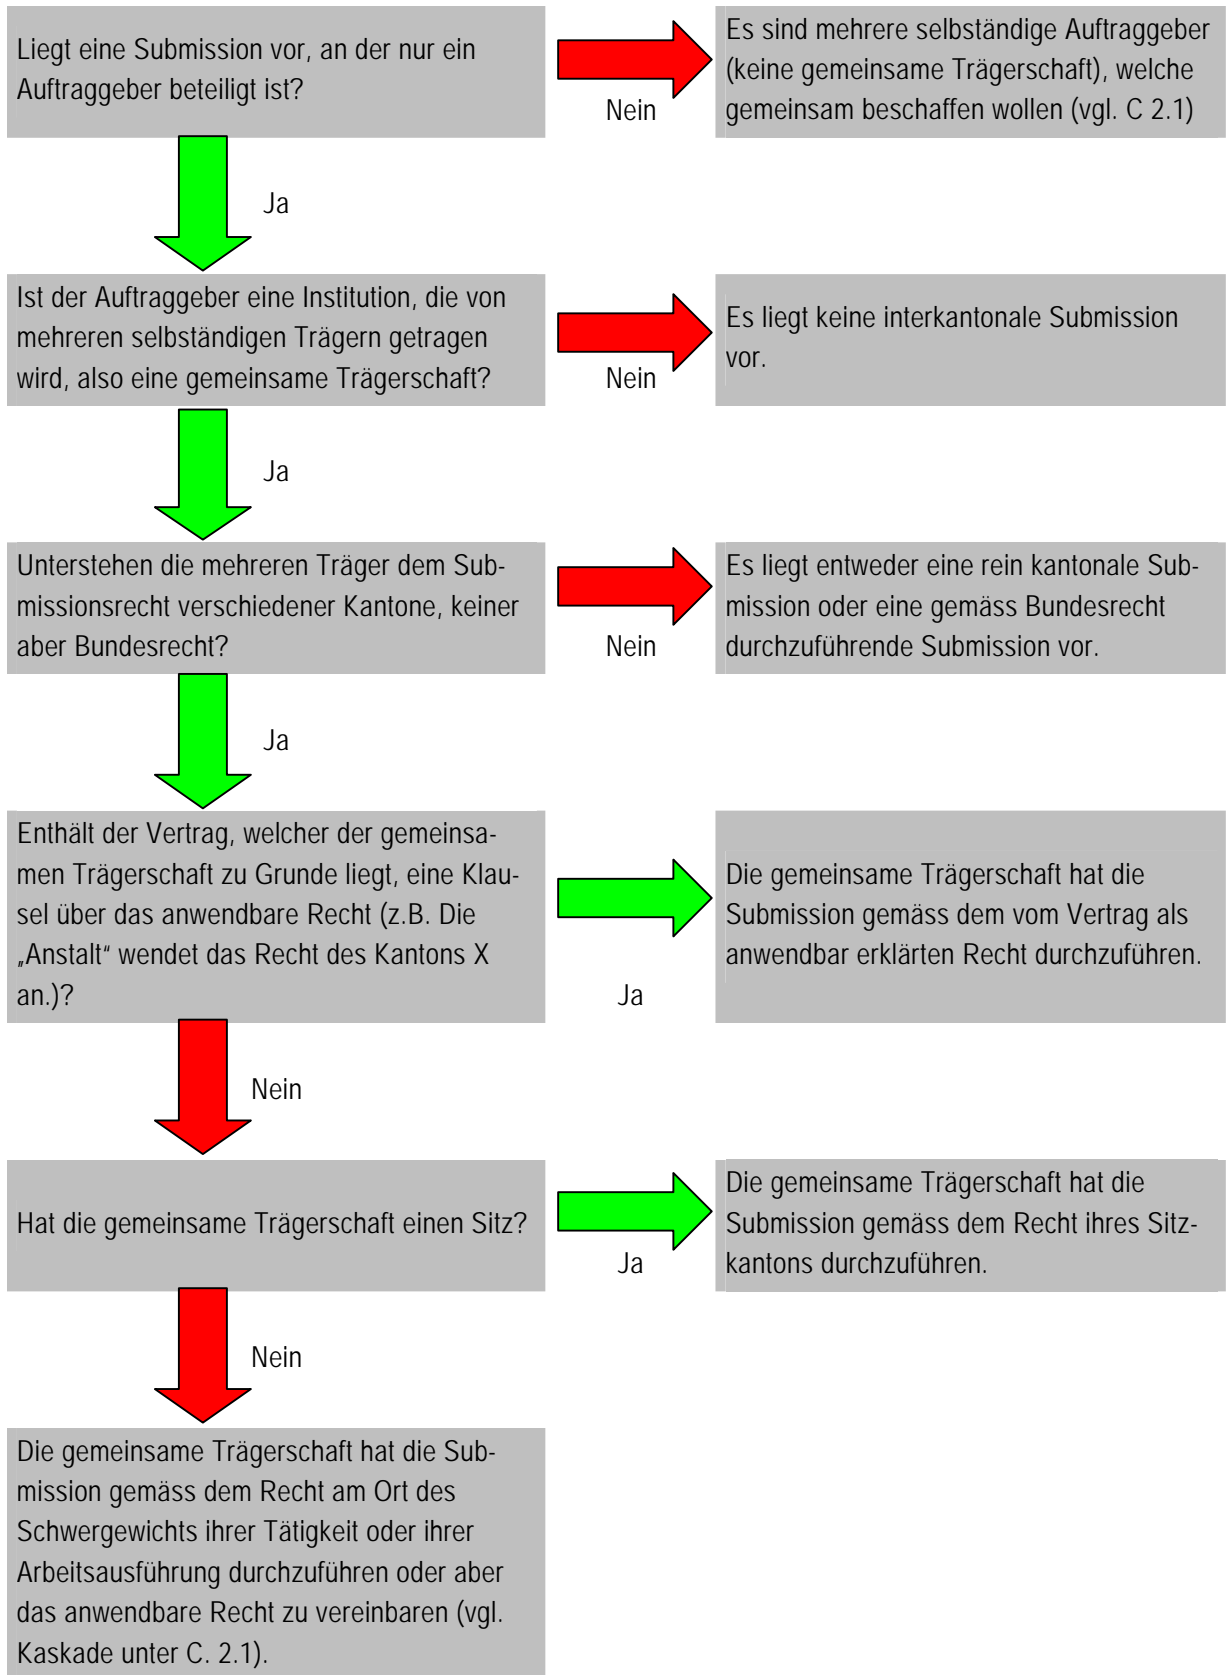 Liegt eine Submission vor, an der nur ein
Auftraggeber beteiligt ist?
Nein
Es sind mehrere selbständige Auftraggeber
(keine gemeinsame Trägerschaft), welche
gemeinsam beschaffen wollen (vgl. C 2.1)
Ja
Ist der Auftraggeber eine Institution, die von
mehreren selbständigen Trägern getragen
wird, also eine gemeinsame Trägerschaft?
Nein
Es liegt keine interkantonale Submission
vor.
Ja
Unterstehen die mehreren Träger dem Sub-
missionsrecht verschiedener Kantone, keiner
aber Bundesrecht?
Nein
Es liegt entweder eine rein kantonale Sub-
mission oder eine gemäss Bundesrecht
durchzuführende Submission vor.
Ja
Enthält der Vertrag, welcher der gemeinsa-
men Trägerschaft zu Grunde liegt, eine Klau-
sel über das anwendbare Recht (z.B. Die
„Anstalt“ wendet das Recht des Kantons X
an.)?
Ja
Die gemeinsame Trägerschaft hat die
Submission gemäss dem vom Vertrag als
anwendbar erklärten Recht durchzuführen.
Nein
Hat die gemeinsame Trägerschaft einen Sitz?
Ja
Die gemeinsame Trägerschaft hat die
Submission gemäss dem Recht ihres Sitz-
kantons durchzuführen.
Nein
Die gemeinsame Trägerschaft hat die Sub-
mission gemäss dem Recht am Ort des
Schwergewichts ihrer Tätigkeit oder ihrer
Arbeitsausführung durchzuführen oder aber
das anwendbare Recht zu vereinbaren (vgl.
Kaskade unter C. 2.1).